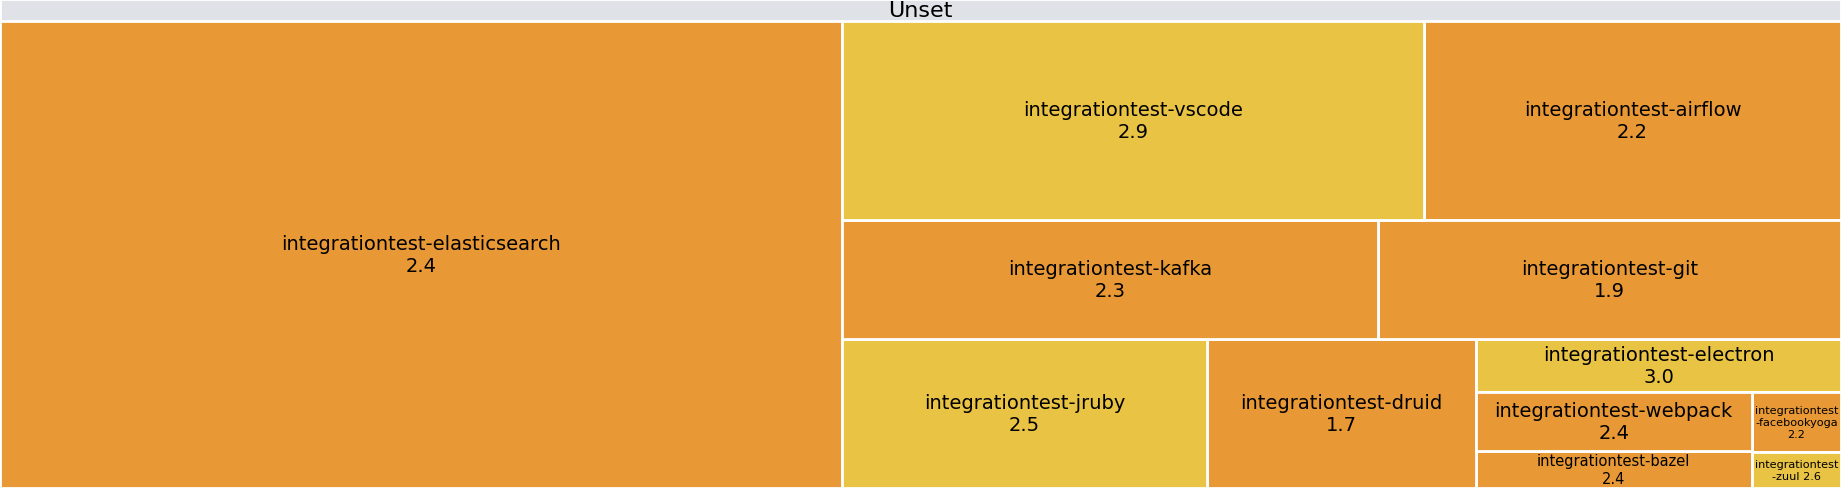 Unset
integrationtest-elasticsearch
2.4
integrationtest-vscode
2.9
integrationtest-airflow
2.2
integrationtest-kafka
2.3
integrationtest-git
1.9
integrationtest-jruby
2.5
integrationtest-druid
1.7
integrationtest-electron
3.0
integrationtest-webpack
2.4
integrationtest
-facebookyoga
2.2
integrationtest-bazel
2.4
integrationtest
-zuul 2.6